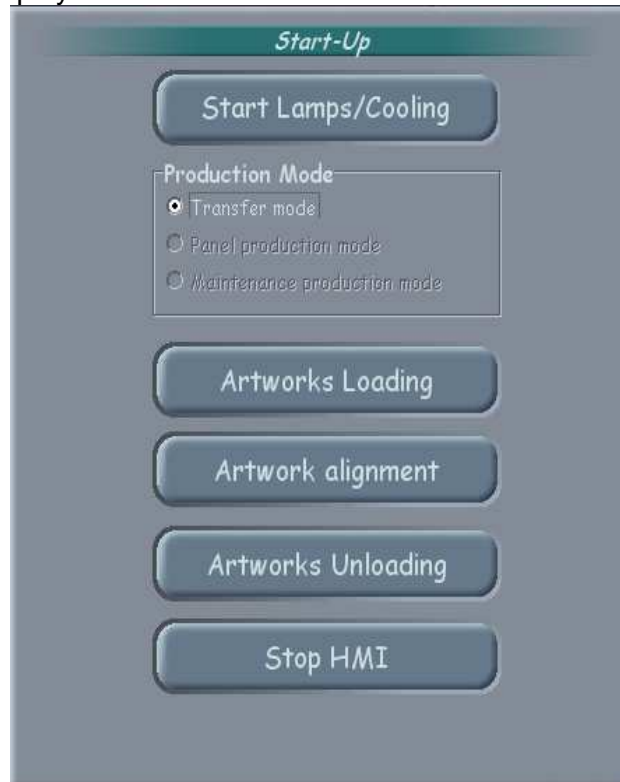 Start-Up
Start Lamps/Cooling
Production Mode
Transfer mode
Panel production mode
Maintenance production mode
Artworks Loading
Artwork alignment
Artworks Unloading
Stop HMI